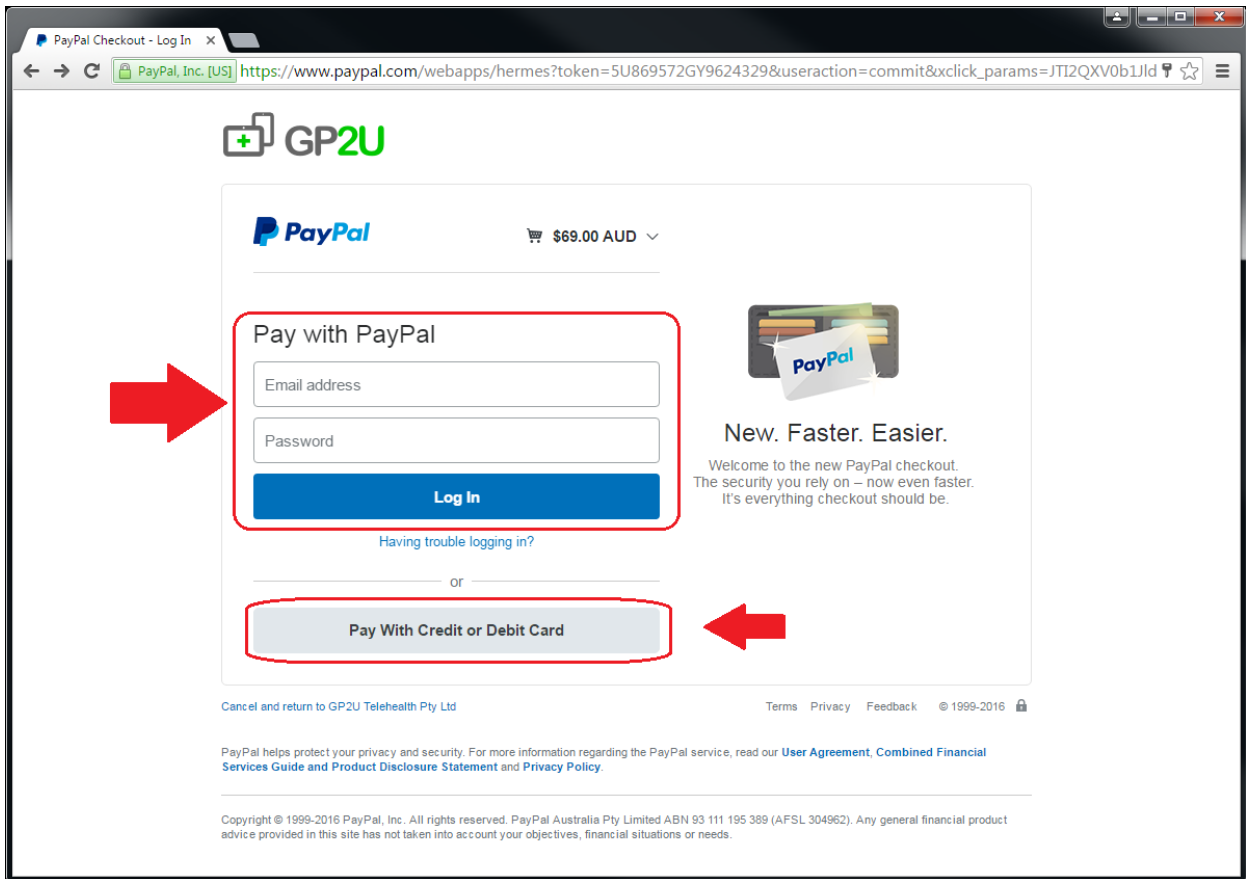 PayPal Checkout - Log In
PayPal, Inc. [US] https://www.paypal.com/webapps/hermes?token=5U869572GY9624329&useraction=commit&xclick_params=JTI2QXV0b1Jld
GP2U
PayPal
$69.00 AUD
Pay with PayPal
Email address
Password
Log In
Having trouble logging in?
or
Pay With Credit or Debit Card
PayPal
New. Faster. Easier.
Welcome to the new PayPal checkout.
The security you rely on – now even faster.
It's everything checkout should be.
Cancel and return to GP2U Telehealth Pty Ltd
Terms Privacy Feedback © 1999-2016
PayPal helps protect your privacy and security. For more information regarding the PayPal service, read our User Agreement, Combined Financial
Services Guide and Product Disclosure Statement and Privacy Policy.
Copyright © 1999-2016 PayPal, Inc. All rights reserved. PayPal Australia Pty Limited ABN 93 111 195 389 (AFSL 304962). Any general financial product
advice provided in this site has not taken into account your objectives, financial situations or needs.